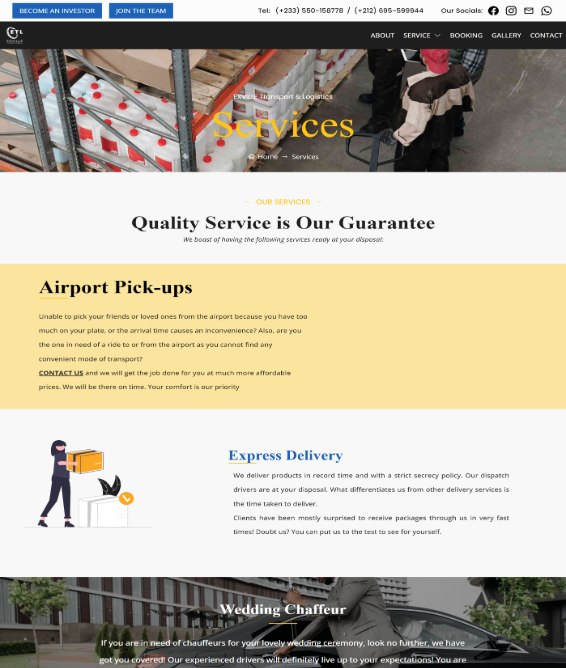 BECOME AN INVESTOR
JOIN THE TEAM
Tel: (+233) 550-158778 / (+212) 695-599944
Our Socials:
ETL
ABOUT
SERVICE
BOOKING
GALLERY
CONTACT
Transport & Logistics
Services
Home → Services
OUR SERVICES
Quality Service is Our Guarantee
We boast of having the following services ready at your disposal:
Airport Pick-ups
Unable to pick your friends or loved ones from the airport because you have too
much on your plate, or the arrival time causes an inconvenience? Also, are you
the one in need of a ride to or from the airport as you cannot find any
convenient mode of transport?
CONTACT US and we will get the job done for you at much more affordable
prices. We will be there on time. Your comfort is our priority
Express Delivery
We deliver products in record time and with a strict secrecy policy. Our dispatch
drivers are at your disposal. What differentiates us from other delivery services is
the time taken to deliver.
Clients have been mostly surprised to receive packages through us in very fast
times! Doubt us? You can put us to the test to see for yourself.
Wedding Chaffeur
If you are in need of chauffeurs for your lovely wedding ceremony, look no further, we have
got you covered! Our experienced drivers will definitely live up to your expectations! You are